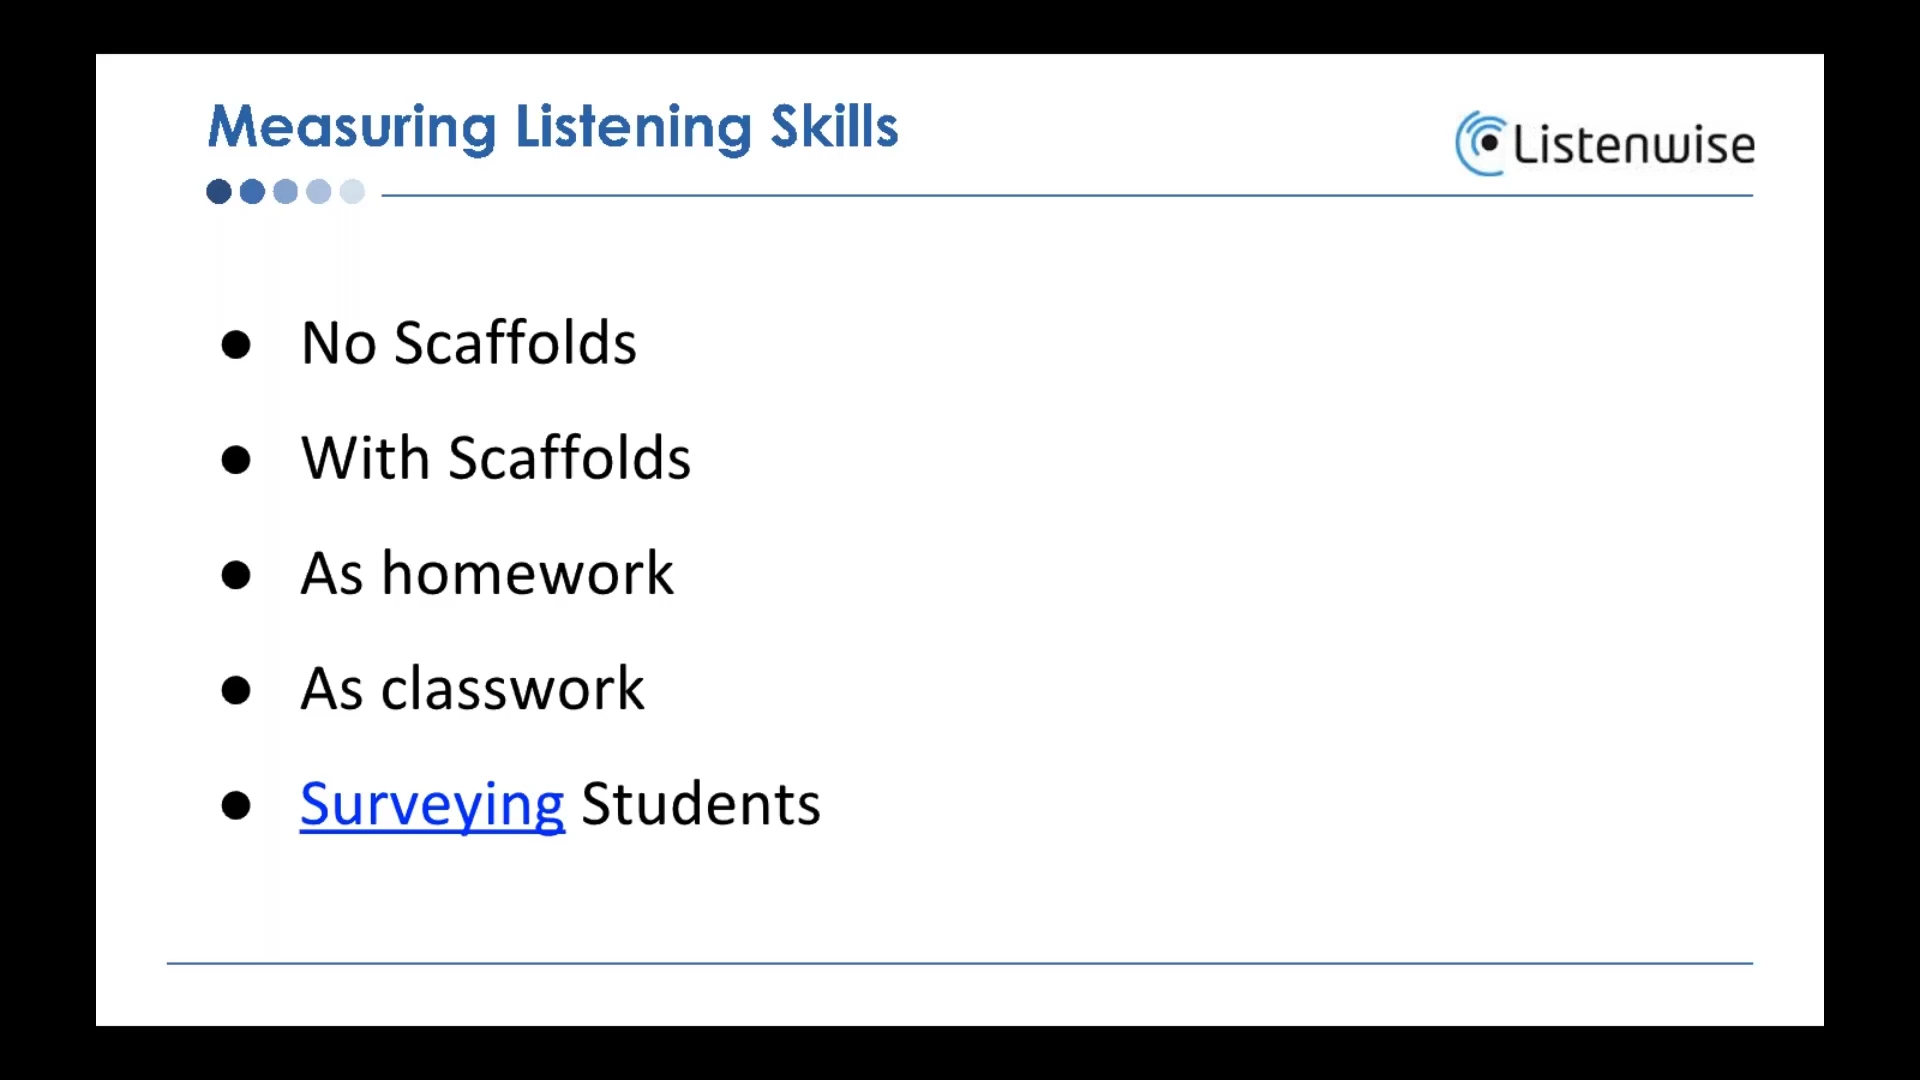 Measuring Listening Skills
Listenwise
● No Scaffolds
● With Scaffolds
● As homework
● As classwork
● Surveying Students